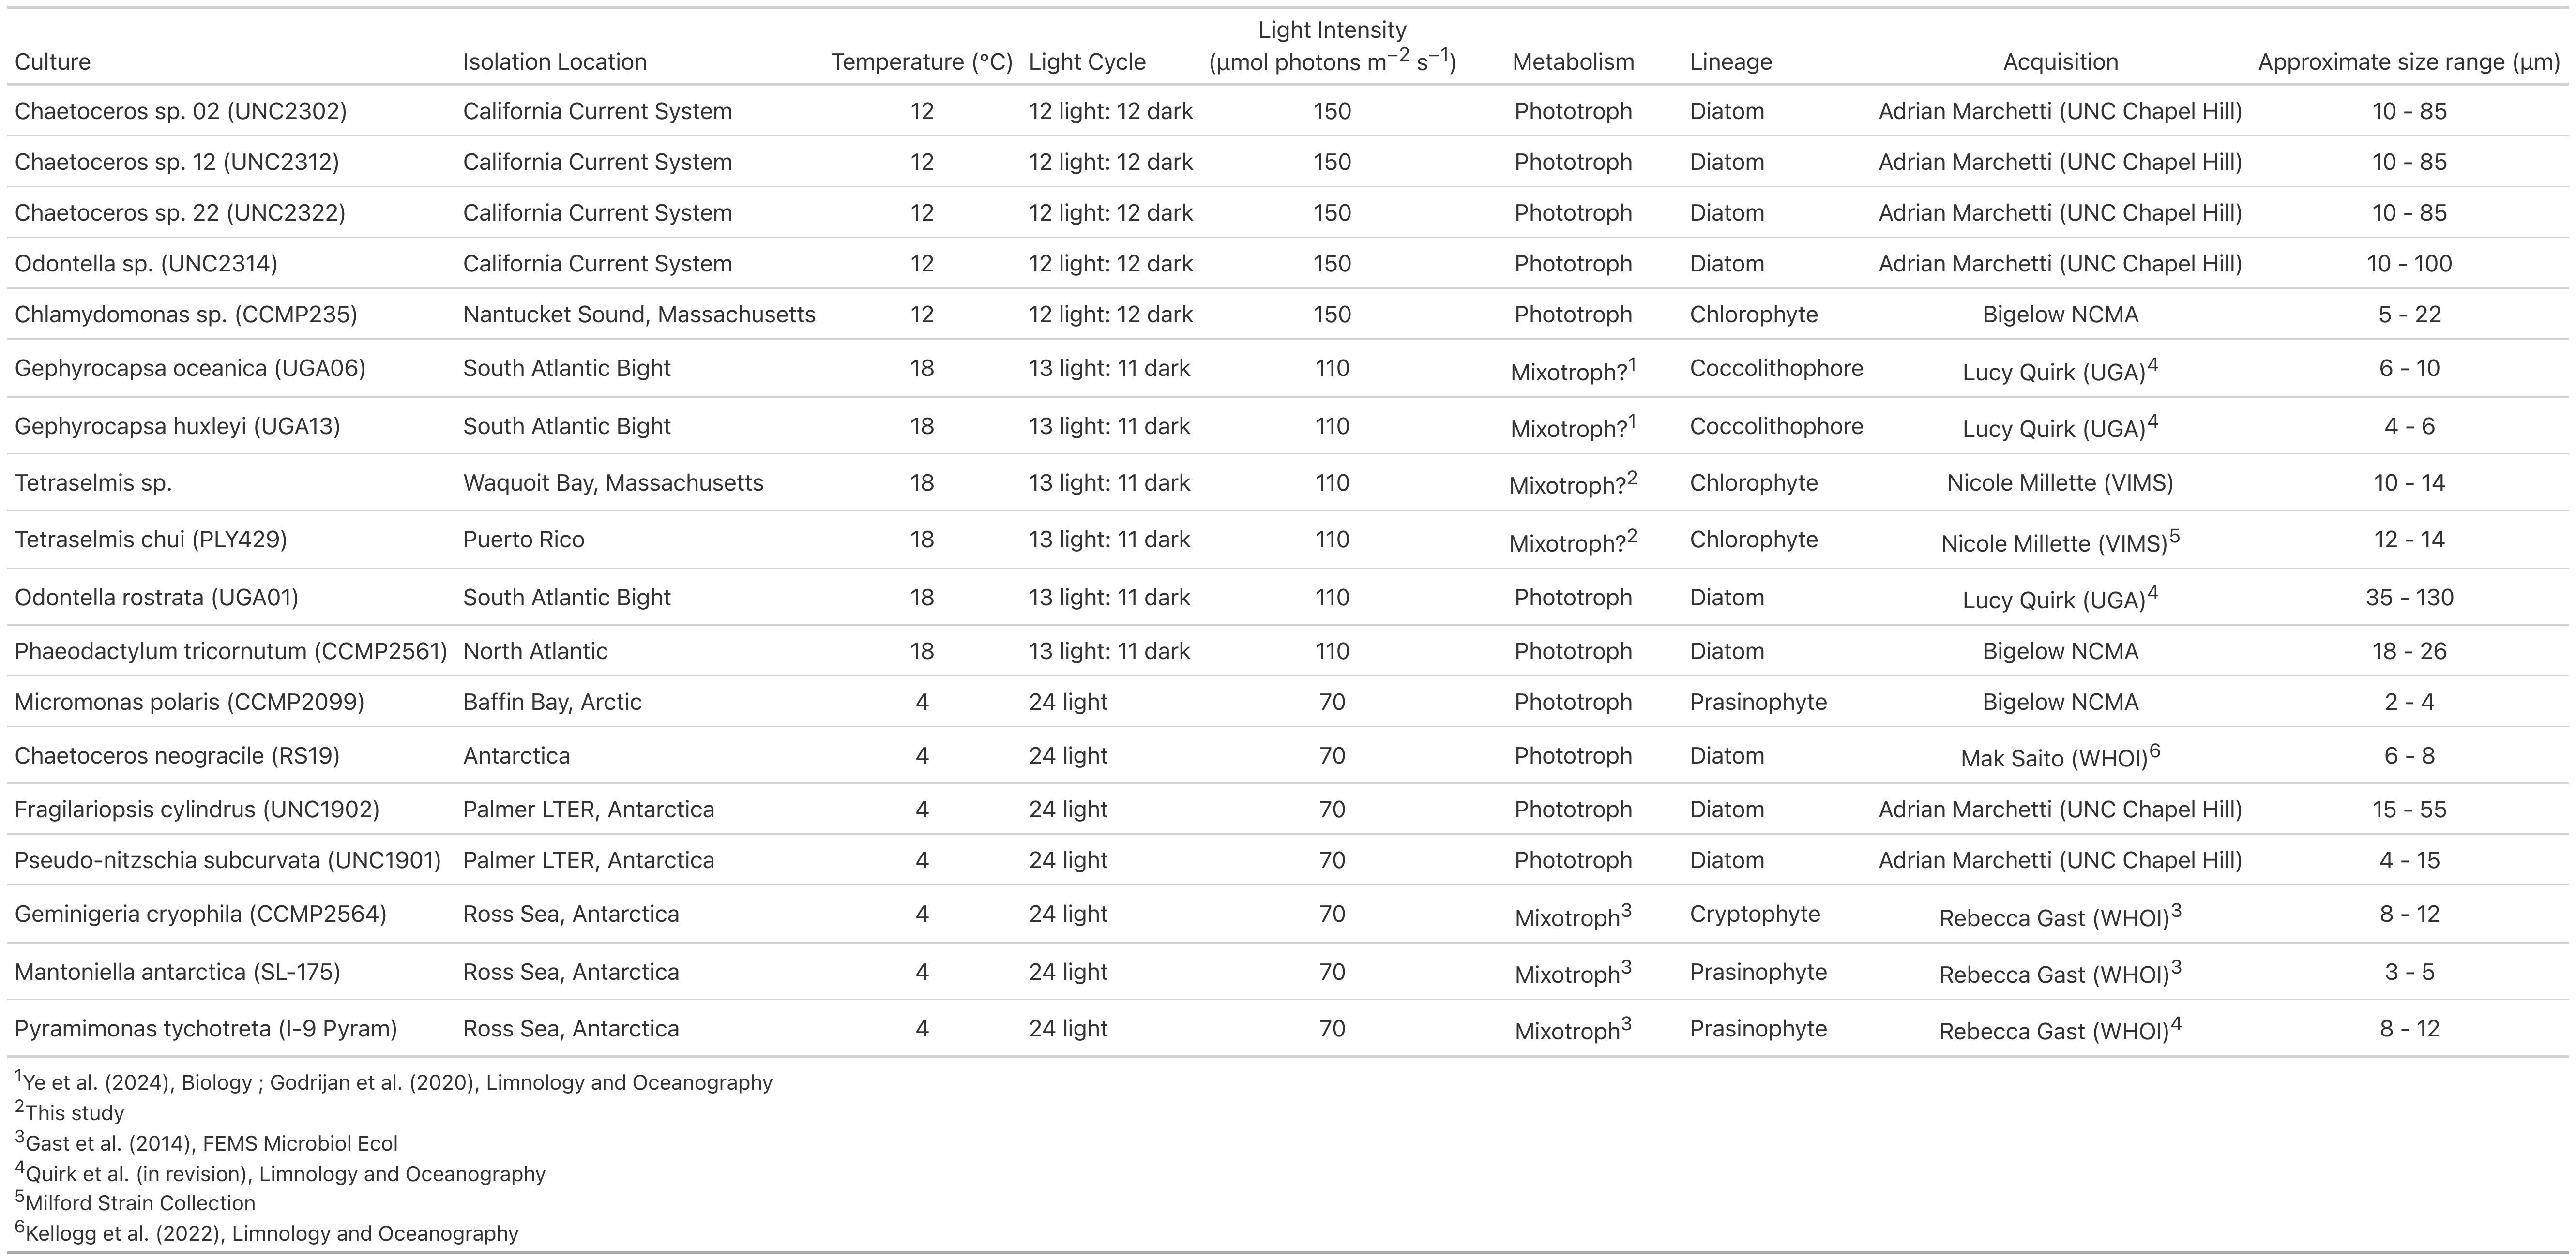 Light Intensity
Culture Isolation Location Temperature (°C) Light Cycle (µmol photons m⁻² s⁻¹) Metabolism Lineage Acquisition Approximate size range (µm)
Chaetoceros sp. 02 (UNC2302) California Current System 12 12 light: 12 dark 150 Phototroph Diatom Adrian Marchetti (UNC Chapel Hill) 10 - 85
Chaetoceros sp. 12 (UNC2312) California Current System 12 12 light: 12 dark 150 Phototroph Diatom Adrian Marchetti (UNC Chapel Hill) 10 - 85
Chaetoceros sp. 22 (UNC2322) California Current System 12 12 light: 12 dark 150 Phototroph Diatom Adrian Marchetti (UNC Chapel Hill) 10 - 85
Odontella sp. (UNC2314) California Current System 12 12 light: 12 dark 150 Phototroph Diatom Adrian Marchetti (UNC Chapel Hill) 10 - 100
Chlamydomonas sp. (CCMP235) Nantucket Sound, Massachusetts 12 12 light: 12 dark 150 Phototroph Chlorophyte Bigelow NCMA 5 - 22
Gephyrocapsa oceanica (UGA06) South Atlantic Bight 18 13 light: 11 dark 110 Mixotroph?¹ Coccolithophore Lucy Quirk (UGA)⁴ 6 - 10
Gephyrocapsa huxleyi (UGA13) South Atlantic Bight 18 13 light: 11 dark 110 Mixotroph?¹ Coccolithophore Lucy Quirk (UGA)⁴ 4 - 6
Tetraselmis sp. Waquoit Bay, Massachusetts 18 13 light: 11 dark 110 Mixotroph?² Chlorophyte Nicole Millette (VIMS) 10 - 14
Tetraselmis chui (PLY429) Puerto Rico 18 13 light: 11 dark 110 Mixotroph?² Chlorophyte Nicole Millette (VIMS)⁵ 12 - 14
Odontella rostrata (UGA01) South Atlantic Bight 18 13 light: 11 dark 110 Phototroph Diatom Lucy Quirk (UGA)⁴ 35 - 130
Phaeodactylum tricornutum (CCMP2561) North Atlantic 18 13 light: 11 dark 110 Phototroph Diatom Bigelow NCMA 18 - 26
Micromonas polaris (CCMP2099) Baffin Bay, Arctic 4 24 light 70 Phototroph Prasinophyte Bigelow NCMA 2 - 4
Chaetoceros neogracile (RS19) Antarctica 4 24 light 70 Phototroph Diatom Mak Saito (WHOI)⁶ 6 - 8
Fragilariopsis cylindrus (UNC1902) Palmer LTER, Antarctica 4 24 light 70 Phototroph Diatom Adrian Marchetti (UNC Chapel Hill) 15 - 55
Pseudo-nitzschia subcurvata (UNC1901) Palmer LTER, Antarctica 4 24 light 70 Phototroph Diatom Adrian Marchetti (UNC Chapel Hill) 4 - 15
Geminigeria cryophila (CCMP2564) Ross Sea, Antarctica 4 24 light 70 Mixotroph³ Cryptophyte Rebecca Gast (WHOI)³ 8 - 12
Mantoniella antarctica (SL-175) Ross Sea, Antarctica 4 24 light 70 Mixotroph³ Prasinophyte Rebecca Gast (WHOI)³ 3 - 5
Pyramimonas tychotreta (I-9 Pyram) Ross Sea, Antarctica 4 24 light 70 Mixotroph³ Prasinophyte Rebecca Gast (WHOI)⁴ 8 - 12
¹Ye et al. (2024), Biology ; Godrijan et al. (2020), Limnology and Oceanography
²This study
³Gast et al. (2014), FEMS Microbiol Ecol
⁴Quirk et al. (in revision), Limnology and Oceanography
⁵Milford Strain Collection
⁶Kellogg et al. (2022), Limnology and Oceanography